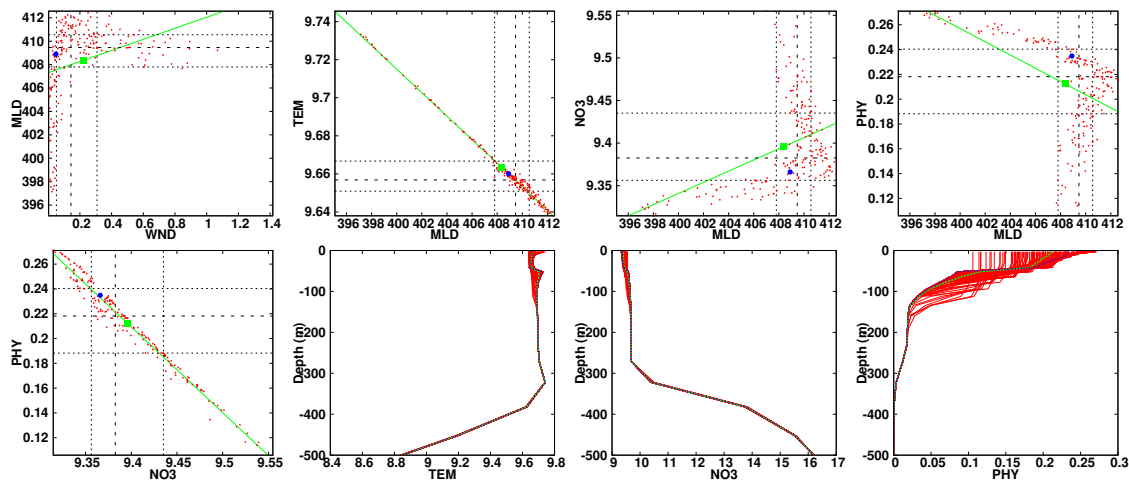 412
410
408
406
404
402
400
398
396
MLD
0.2 0.4 0.6 0.8 1 1.2 1.4
WND
9.74
9.72
9.7
9.68
9.66
9.64
TEM
396 398 400 402 404 406 408 410 412
MLD
9.55
9.5
9.45
9.4
9.35
NO3
396 398 400 402 404 406 408 410 412
MLD
0.26
0.24
0.22
0.2
0.18
0.16
0.14
0.12
PHY
396 398 400 402 404 406 408 410 412
MLD
0.26
0.24
0.22
0.2
0.18
0.16
0.14
0.12
PHY
9.35 9.4 9.45 9.5 9.55
NO3
0
-100
-200
-300
-400
-500
Depth (m)
8.4 8.6 8.8 9 9.2 9.4 9.6 9.8
TEM
0
-100
-200
-300
-400
-500
Depth (m)
9 10 11 12 13 14 15 16 17
NO3
0
-100
-200
-300
-400
-500
Depth (m)
0 0.05 0.1 0.15 0.2 0.25 0.3
PHY